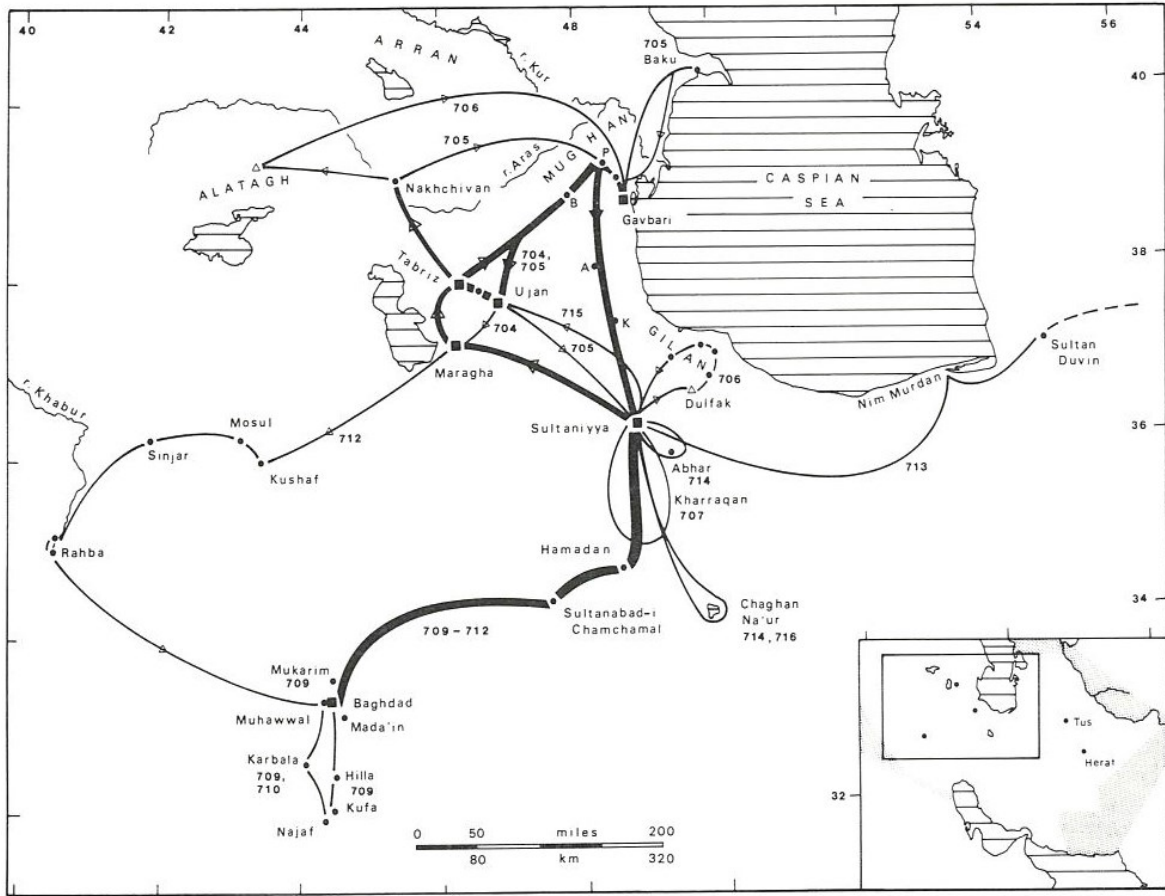 40
42
44
46
48
54
56
40
38
36
34
32
ARRAN
r. Kur
705
Baku
706
705
r. Aras
MUGHAN
P
ALATAGH
Nakhchivan
B
Gavbari
CASPIAN
SEA
Tabriz
704,
705
A
Ujan
715
K
704
705
GILAN
Maragha
706
Sultan
Duvin
Nim Murdan
Dulfak
r. Khabur
Mosul
712
Sultaniyya
Sinjar
Kushaf
713
Abhar
714
Kharraqan
707
Rahba
Hamadan
Sultanabad-i
Chamchamal
Chaghan
Na'ur
714, 716
709-712
Mukarim
709
Baghdad
Muhawwal
Mada'in
Karbala
709,
710
Hilla
709
Kufa
Najaf
0 50 miles 200
80 km 320
Tus
Herat